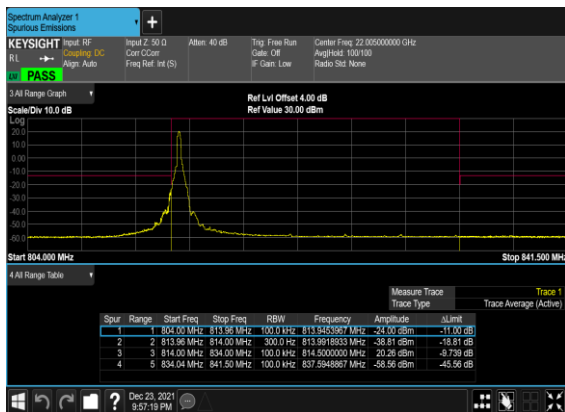 Spectrum Analyzer 1
Spurious Emissions
+
KEYSIGHT Input: RF Input Z: 50 Ω Atten: 40 dB Trig: Free Run Center Freq: 22.005000000 GHz
RL Coupling: DC Corr CCorr Gate: Off Avg|Hold: 100/100
Align: Auto Freq Ref: Int (S) IF Gain: Low Radio Std: None
PASS
3 All Range Graph
Ref Lvl Offset 4.00 dB
Scale/Div 10.0 dB Ref Value 30.00 dBm
Log
20.0
10.0
0.00
-10.0
-20.0
-30.0
-40.0
-50.0
-60.0
Start 804.000 MHz Stop 841.500 MHz
4 All Range Table
Measure Trace Trace 1
Trace Type Trace Average (Active)
Spur Range Start Freq Stop Freq RBW Frequency Amplitude ΔLimit
1 1 804.00 MHz 813.96 MHz 100.0 kHz 813.9453967 MHz -24.00 dBm -11.00 dB
2 2 813.96 MHz 814.00 MHz 300.0 Hz 813.9918933 MHz -38.81 dBm -18.81 dB
3 3 814.00 MHz 834.00 MHz 100.0 kHz 814.5000000 MHz 20.26 dBm -9.739 dB
4 5 834.04 MHz 841.50 MHz 100.0 kHz 837.5948867 MHz -58.56 dBm -45.56 dB
? Dec 23, 2021
9:57:19 PM